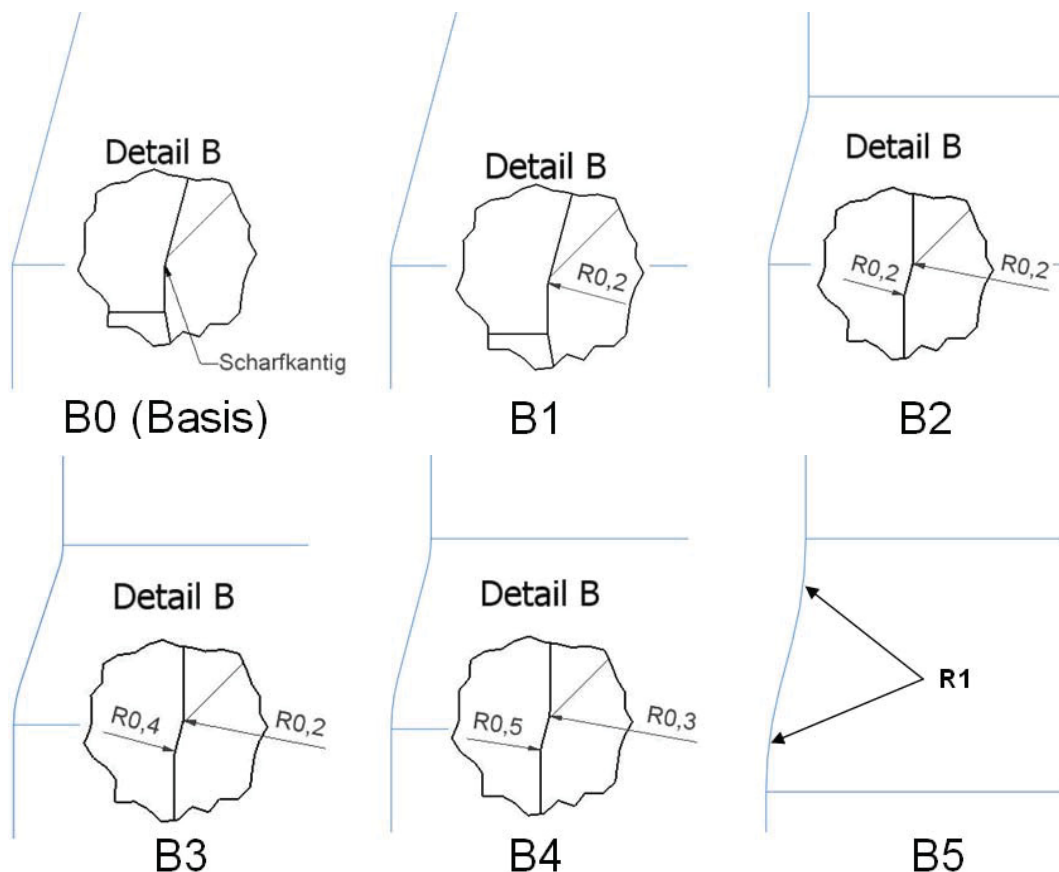 Detail B
Scharfkantig
B0 (Basis)
Detail B
R0,2
B1
Detail B
R0,2
R0,2
B2
Detail B
R0,4
R0,2
B3
Detail B
R0,5
R0,3
B4
R1
B5